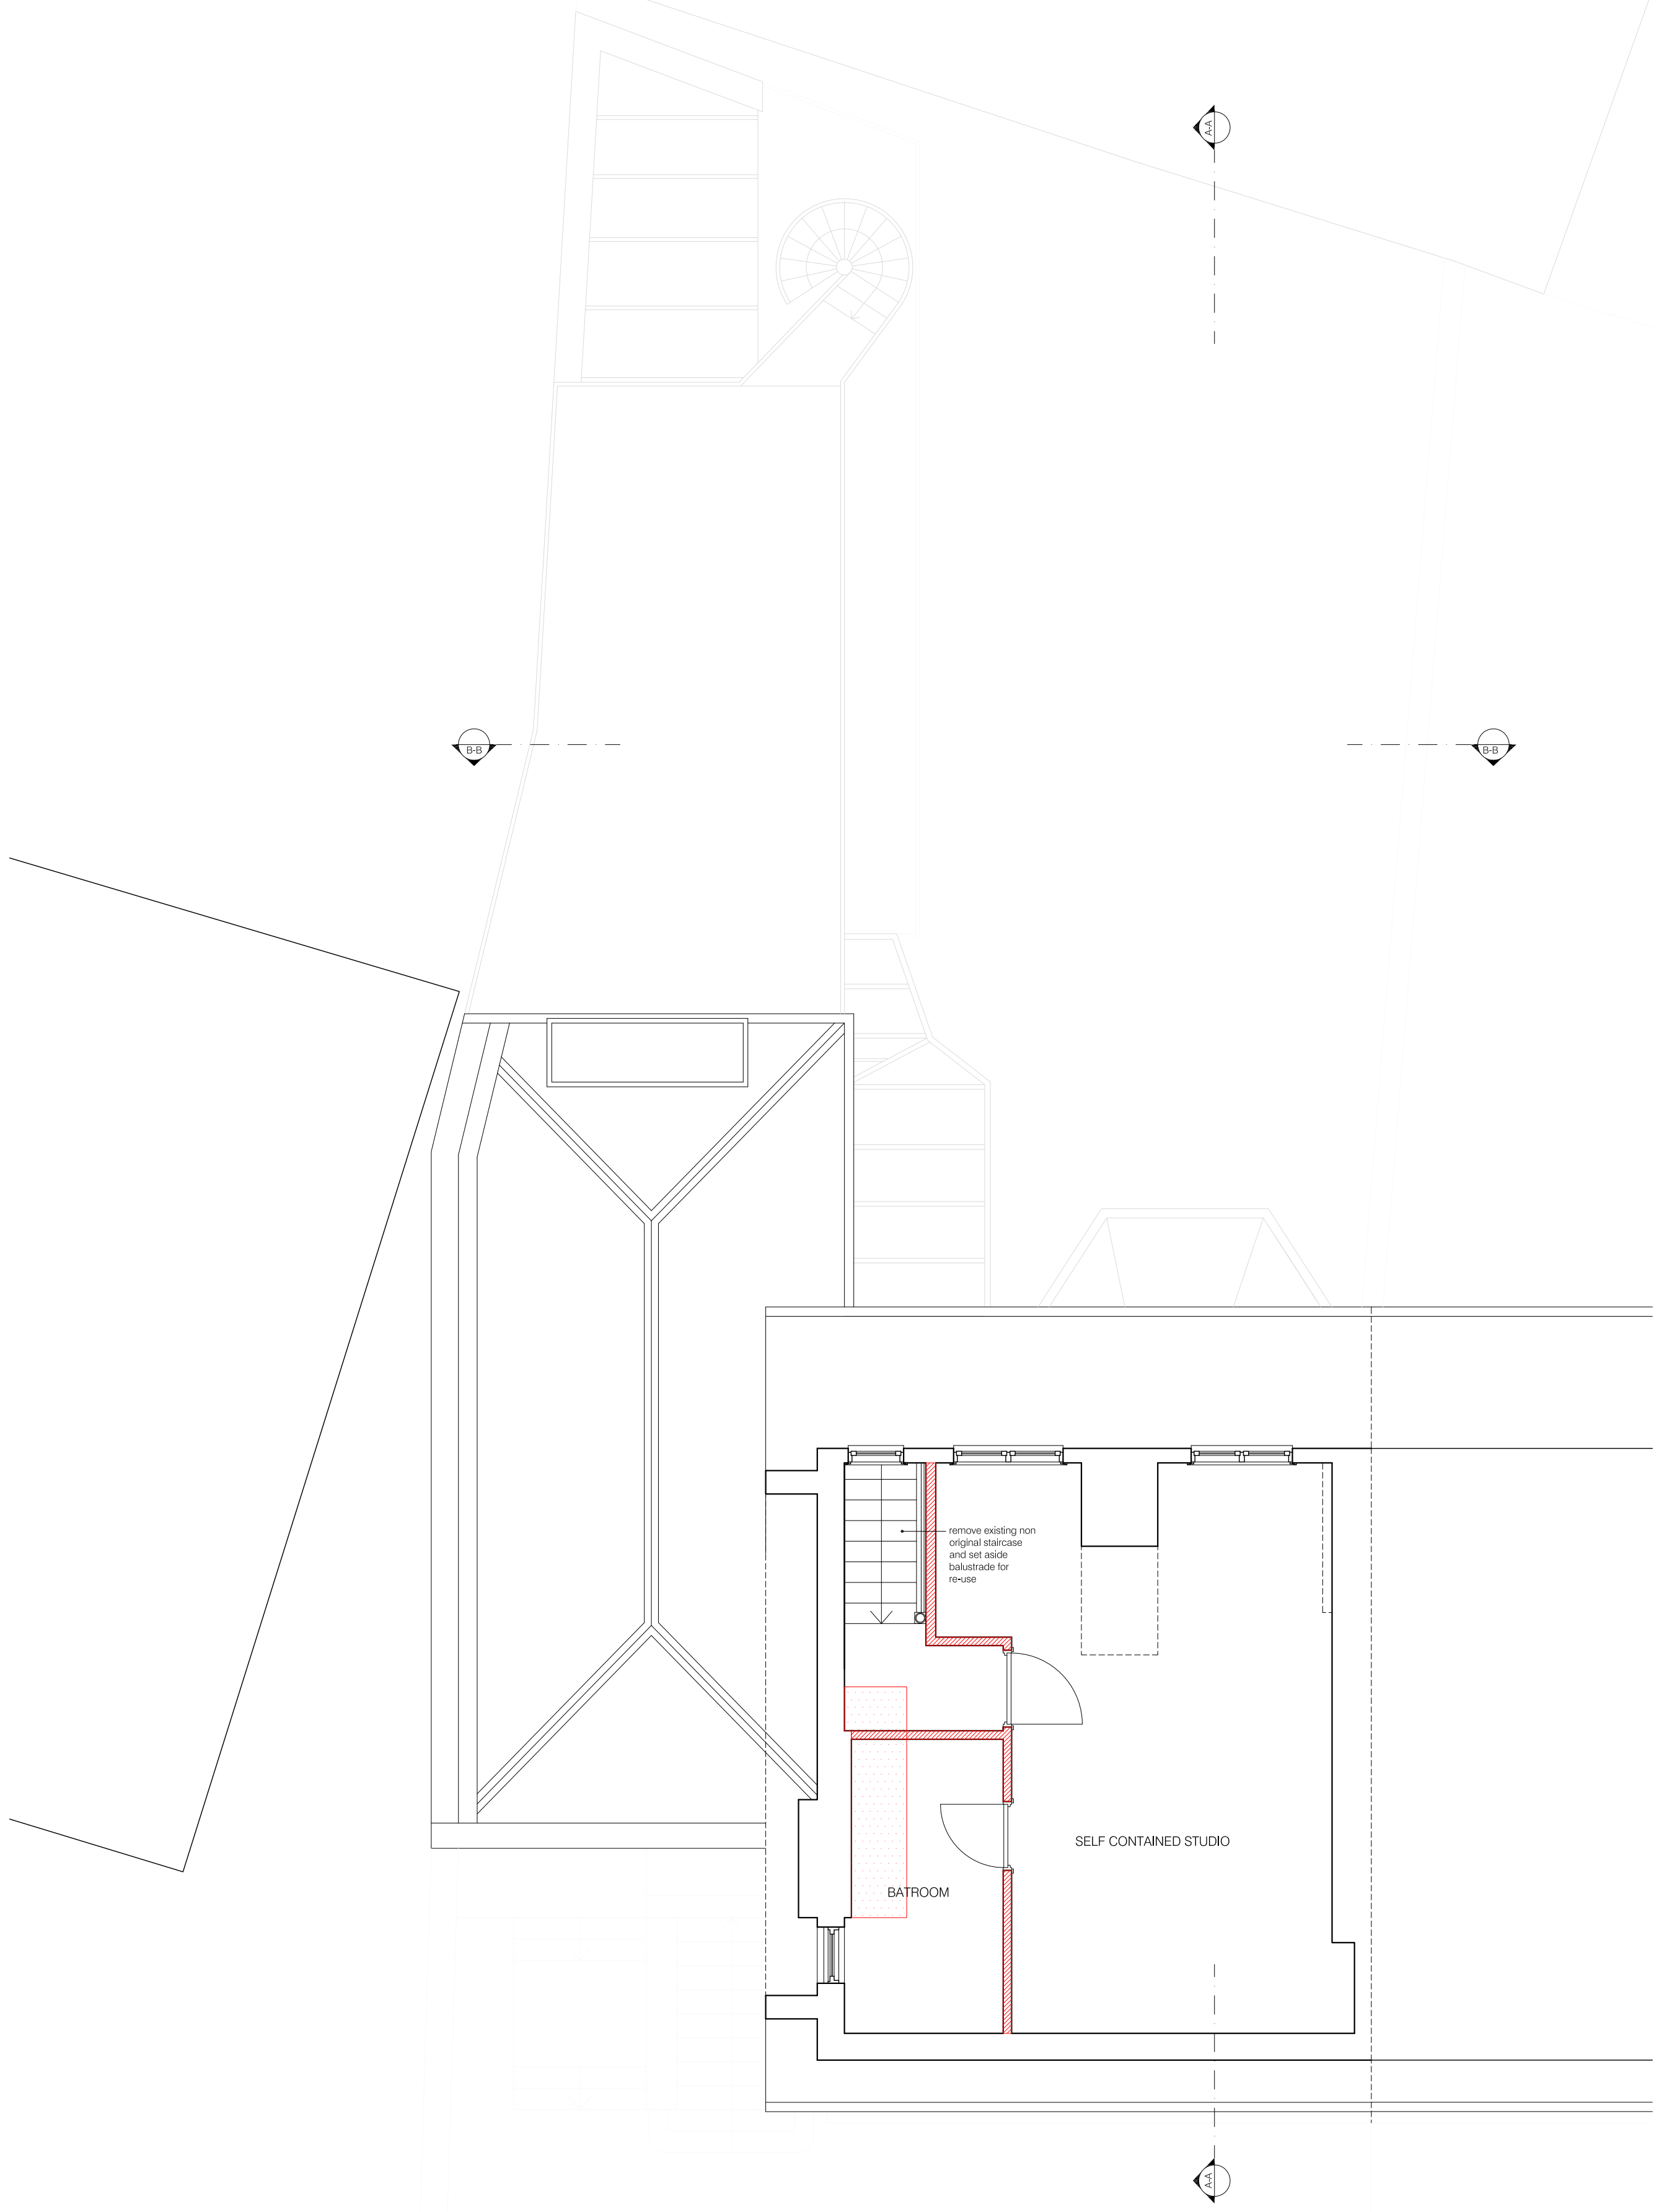 A-A
B-B
B-B
remove existing non
original staircase
and set aside
balustrade for
re-use
SELF CONTAINED STUDIO
BATROOM
A-A